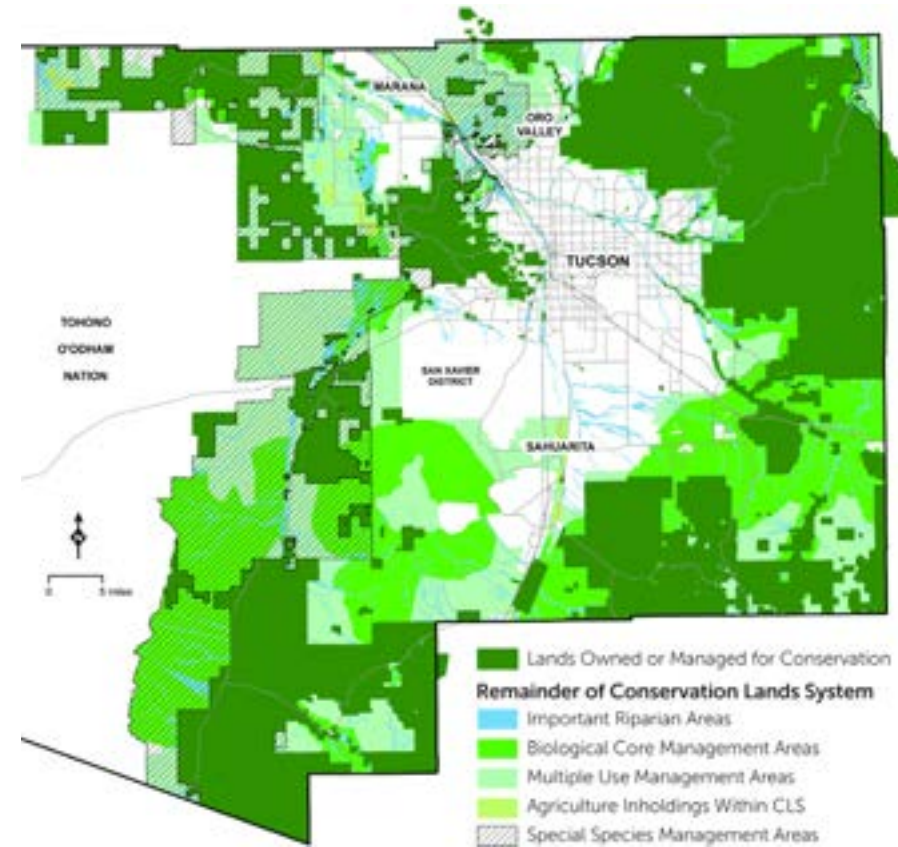 MARANA
ORO
VALLEY
TUCSON
TOHONO
O'ODHAM
NATION
SAN XAVIER
DISTRICT
SAHUARITA
N
0 5 miles
Lands Owned or Managed for Conservation
Remainder of Conservation Lands System
Important Riparian Areas
Biological Core Management Areas
Multiple Use Management Areas
Agriculture Inholdings Within CLS
Special Species Management Areas